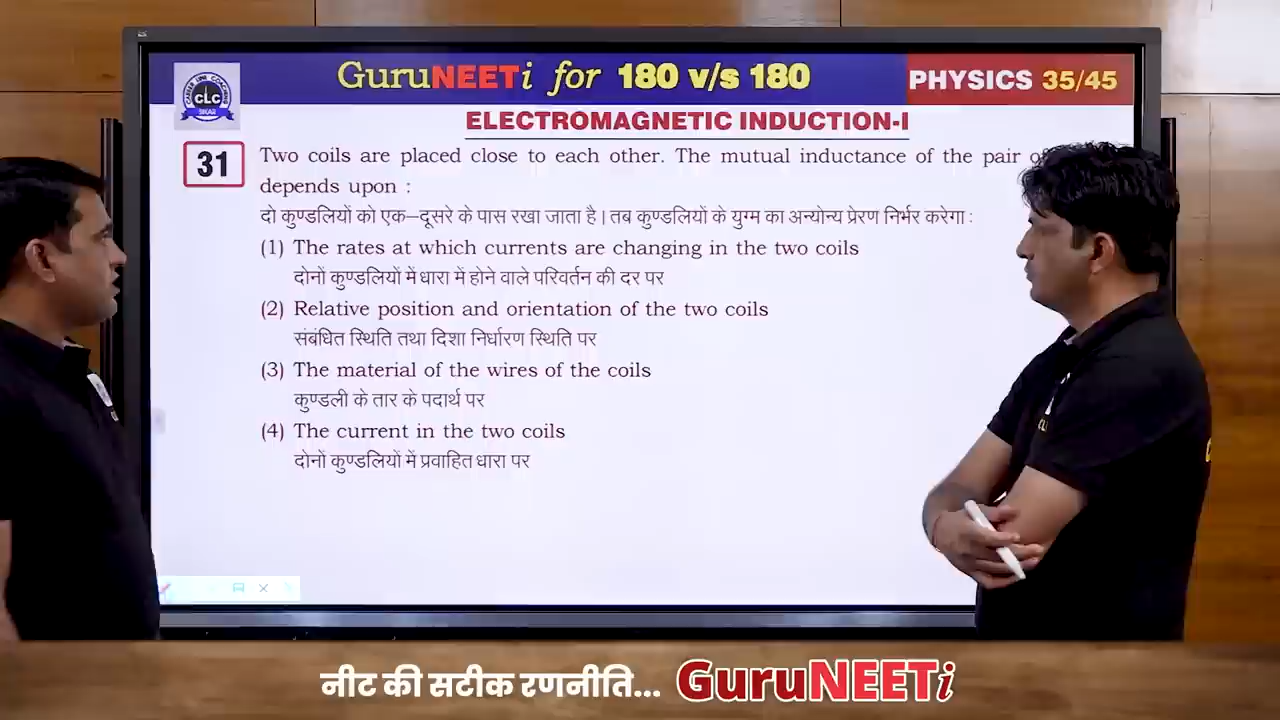 GuruNEETi for 180 v/s 180
PHYSICS 35/45
CLC
SIKAR
ELECTROMAGNETIC INDUCTION-I
31
Two coils are placed close to each other. The mutual inductance of the pair of
depends upon :
दो कुण्डलियों को एक–दूसरे के पास रखा जाता है। तब कुण्डलियों के युग्म का अन्योन्य प्रेरण निर्भर करेगा :
(1) The rates at which currents are changing in the two coils
दोनों कुण्डलियों में धारा में होने वाले परिवर्तन की दर पर
(2) Relative position and orientation of the two coils
संबंधित स्थिति तथा दिशा निर्धारण स्थिति पर
(3) The material of the wires of the coils
कुण्डली के तार के पदार्थ पर
(4) The current in the two coils
दोनों कुण्डलियों में प्रवाहित धारा पर
नीट की सटीक रणनीति... GuruNEETi